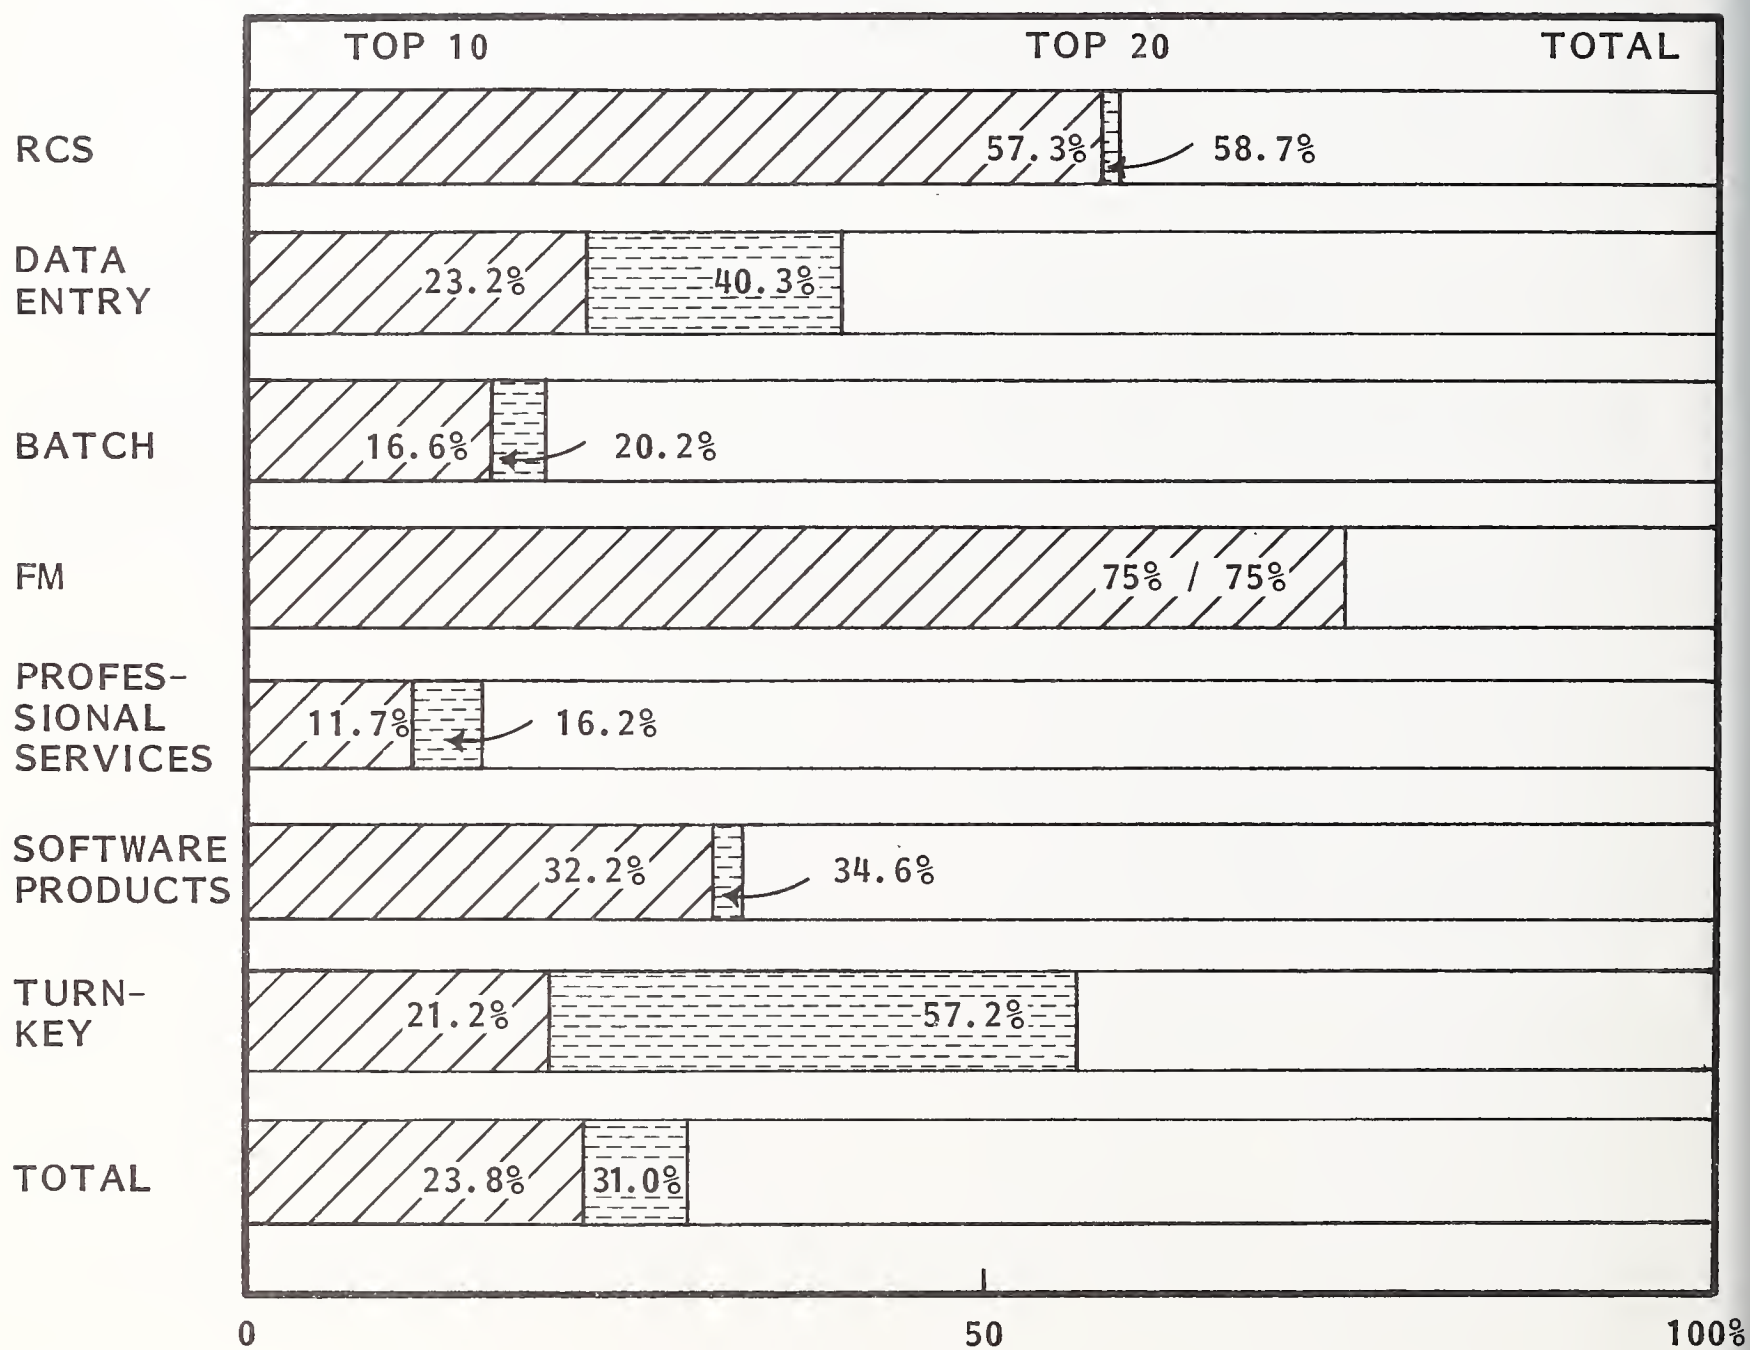 TOP 10 TOP 20 TOTAL
RCS 57.3% 58.7%
DATA
ENTRY 23.2% 40.3%
BATCH 16.6% 20.2%
FM 75% / 75%
PROFES-
SIONAL 11.7% 16.2%
SERVICES
SOFTWARE
PRODUCTS 32.2% 34.6%
TURN-
KEY 21.2% 57.2%
TOTAL 23.8% 31.0%
0 50 100%